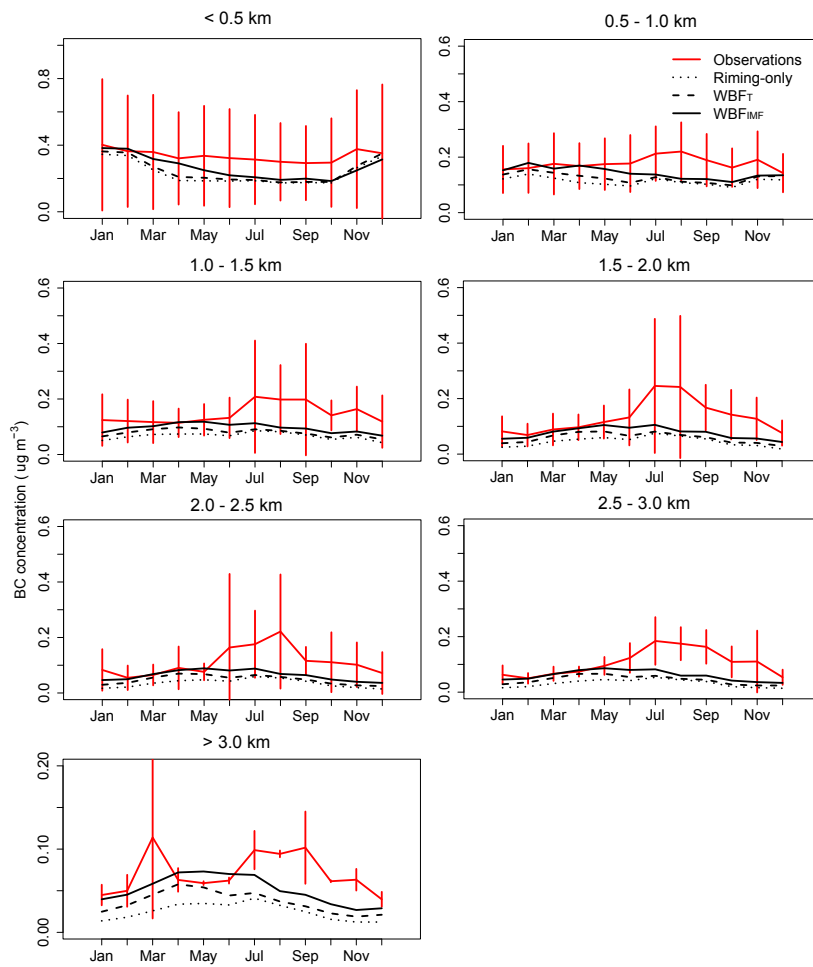 < 0.5 km
0.0 0.4 0.8
Jan Mar May Jul Sep Nov
0.5 - 1.0 km
0.0 0.2 0.4 0.6
Observations
Riming-only
WBFT
WBFIMF
Jan Mar May Jul Sep Nov
1.0 - 1.5 km
0.0 0.2 0.4 0.6
Jan Mar May Jul Sep Nov
1.5 - 2.0 km
0.0 0.2 0.4 0.6
Jan Mar May Jul Sep Nov
BC concentration ( ug m−3)
2.0 - 2.5 km
0.0 0.2 0.4 0.6
Jan Mar May Jul Sep Nov
2.5 - 3.0 km
0.0 0.2 0.4 0.6
Jan Mar May Jul Sep Nov
> 3.0 km
0.00 0.10 0.20
Jan Mar May Jul Sep Nov